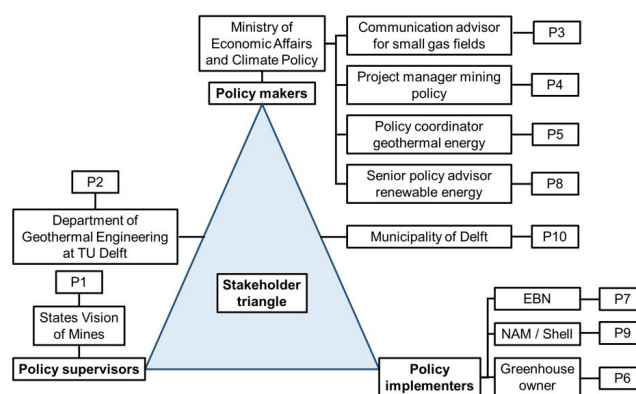 Ministry of
Economic Affairs
and Climate Policy
Policy makers
Communication advisor
for small gas fields
P3
Project manager mining
policy
P4
Policy coordinator
geothermal energy
P5
Senior policy advisor
renewable energy
P8
P2
Department of
Geothermal Engineering
at TU Delft
Municipality of Delft
P10
P1
States Vision
of Mines
Policy supervisors
Stakeholder
triangle
Policy
implementers
EBN
P7
NAM / Shell
P9
Greenhouse
owner
P6